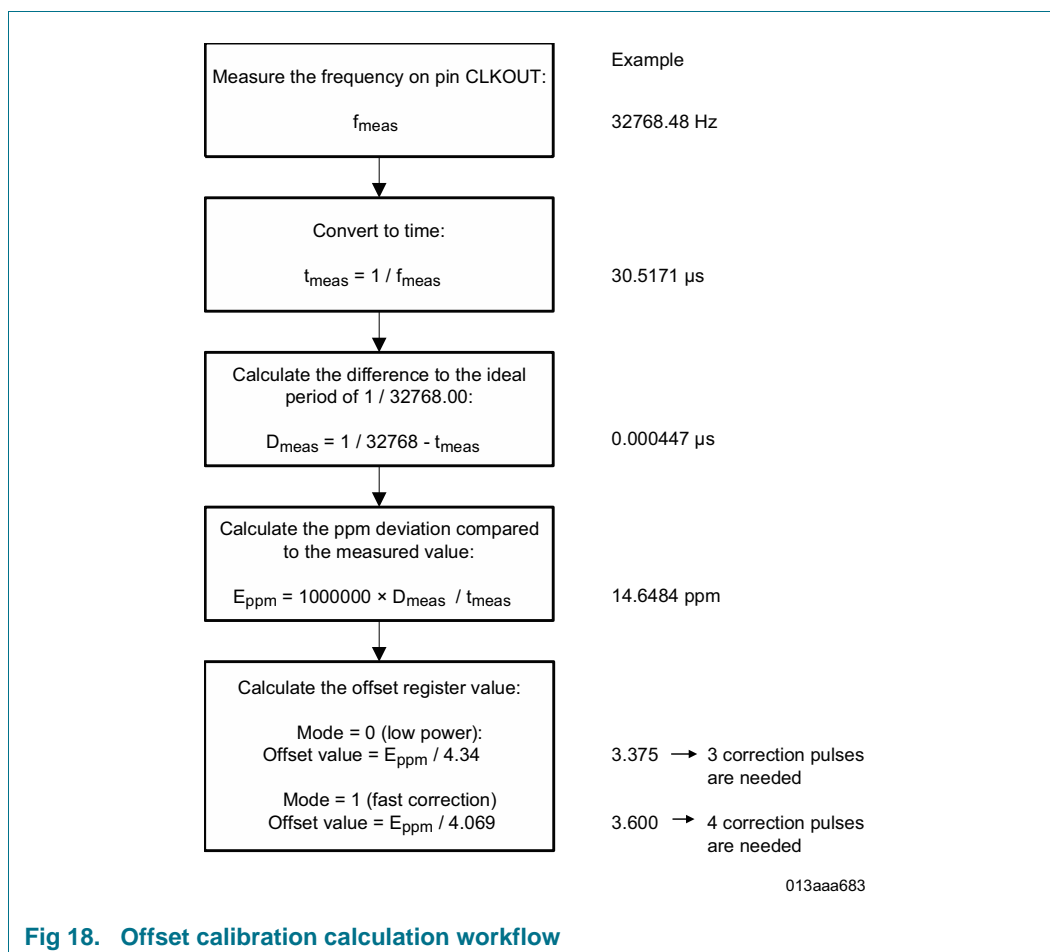 Example
Measure the frequency on pin CLKOUT:
fmeas
32768.48 Hz
Convert to time:
tmeas = 1 / fmeas
30.5171 µs
Calculate the difference to the ideal
period of 1 / 32768.00:
Dmeas = 1 / 32768 - tmeas
0.000447 µs
Calculate the ppm deviation compared
to the measured value:
Eppm = 1000000 × Dmeas / tmeas
14.6484 ppm
Calculate the offset register value:
Mode = 0 (low power):
Offset value = Eppm / 4.34
3.375 → 3 correction pulses
are needed
Mode = 1 (fast correction)
Offset value = Eppm / 4.069
3.600 → 4 correction pulses
are needed
013aaa683
Fig 18. Offset calibration calculation workflow